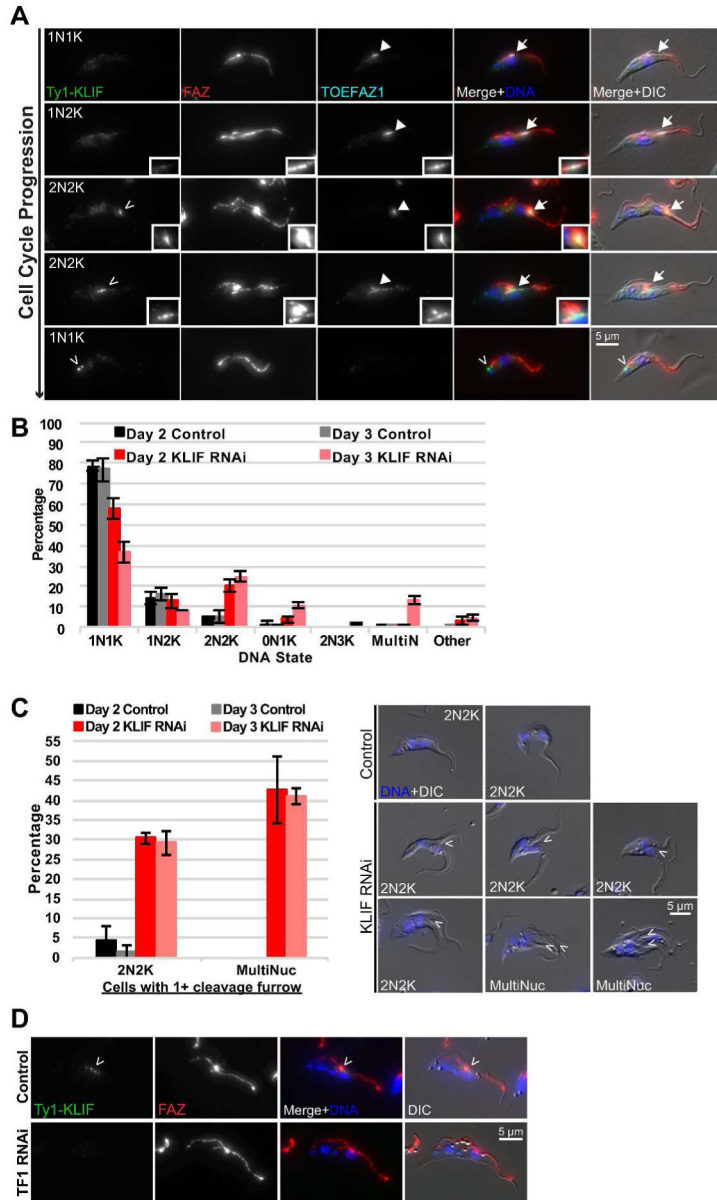 A
1N1K
Ty1-KLIF
FAZ
TOEFAZ1
Merge+DNA
Merge+DIC
1N2K
2N2K
2N2K
1N1K
5 µm
Cell Cycle Progression
B
Day 2 Control
Day 3 Control
Day 2 KLIF RNAi
Day 3 KLIF RNAi
Percentage
100
90
80
70
60
50
40
30
20
10
0
1N1K
1N2K
2N2K
0N1K
2N3K
MultiN
Other
DNA State
C
Day 2 Control
Day 3 Control
Day 2 KLIF RNAi
Day 3 KLIF RNAi
Percentage
55
50
45
40
35
30
25
20
15
10
5
0
2N2K
MultiNuc
Cells with 1+ cleavage furrow
Control
2N2K
DNA+DIC
2N2K
KLIF RNAi
2N2K
2N2K
2N2K
5 µm
2N2K
MultiNuc
MultiNuc
D
Control
Ty1-KLIF
FAZ
Merge+DNA
DIC
TF1 RNAi
5 µm